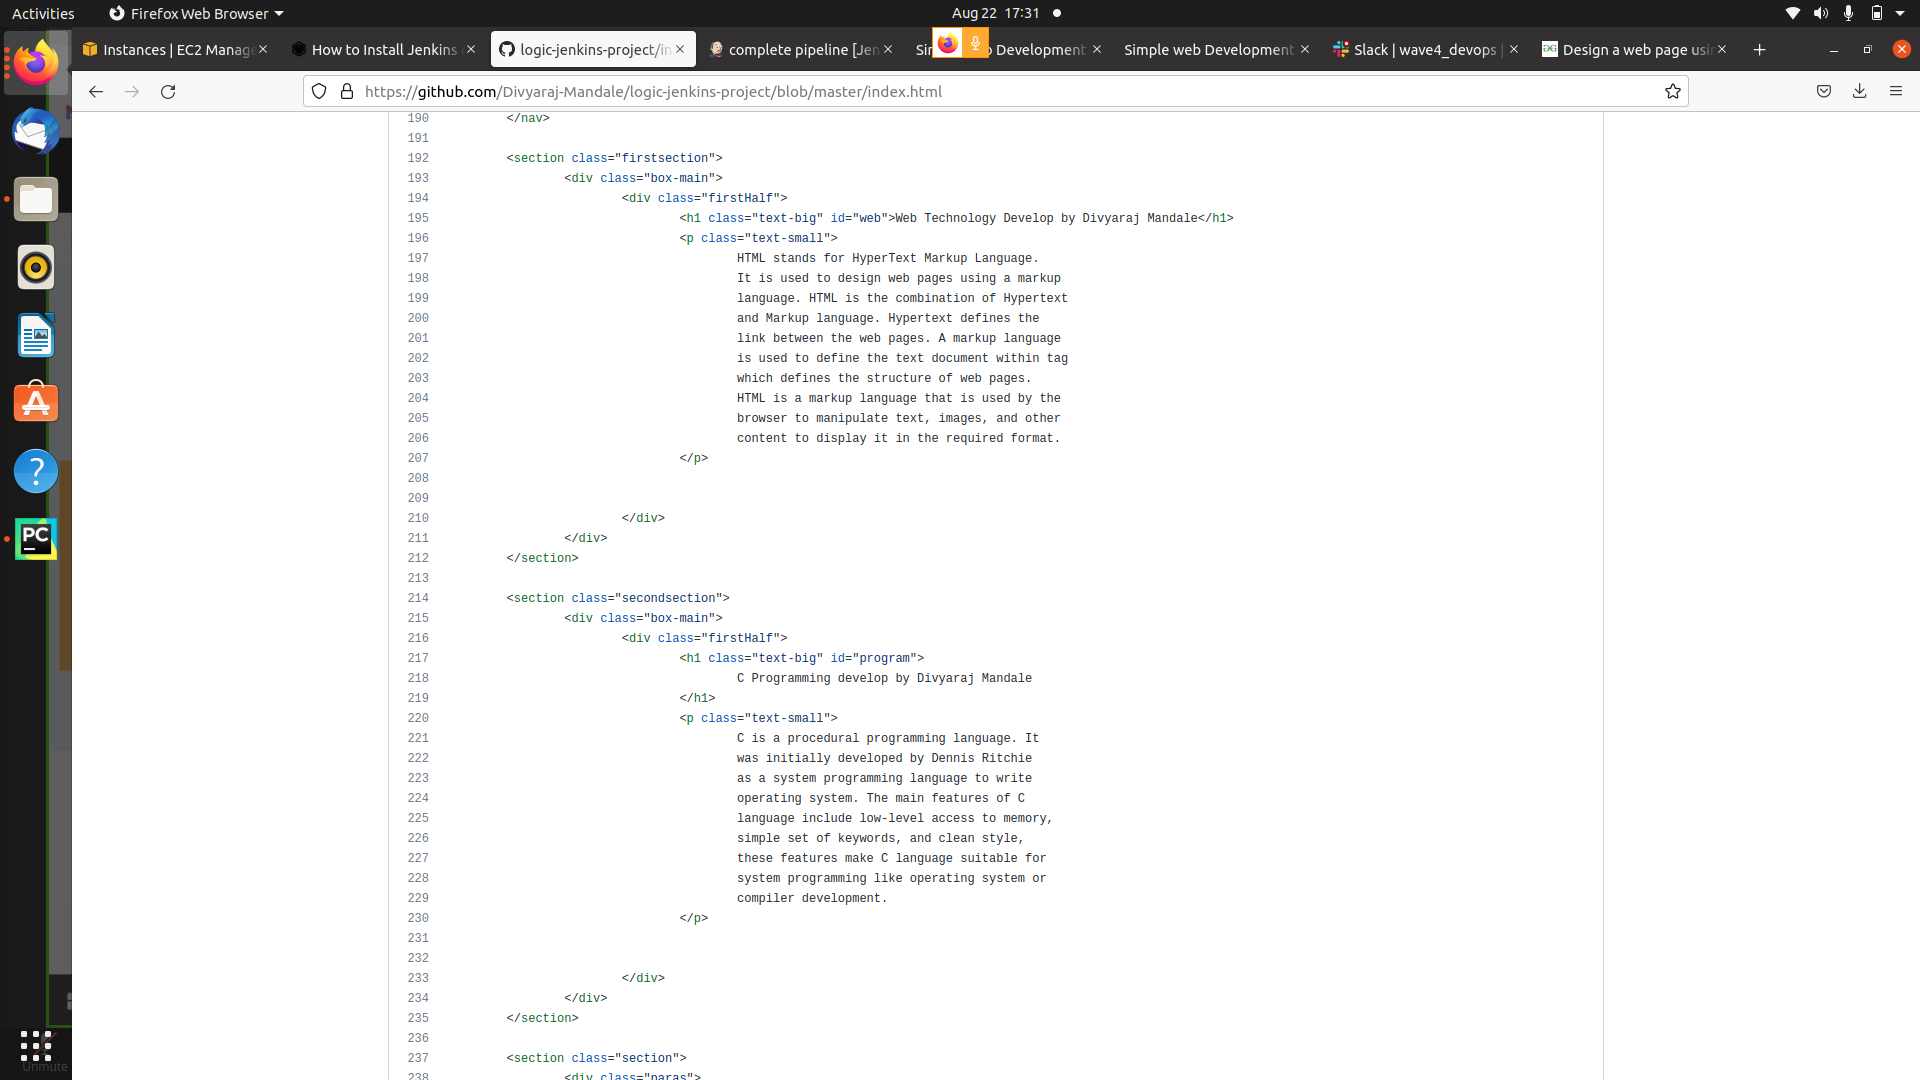 Activities
Firefox Web Browser
Aug 22 17:31
Instances | EC2 Manage
How to Install Jenkins
logic-jenkins-project/in
complete pipeline [Jen
Development
Simple web Development
Slack | wave4_devops |
Design a web page usin
https://github.com/Divyaraj-Mandale/logic-jenkins-project/blob/master/index.html
190 </nav>
191
192 <section class="firstsection">
193 <div class="box-main">
194 <div class="firstHalf">
195 <h1 class="text-big" id="web">Web Technology Develop by Divyaraj Mandale</h1>
196 <p class="text-small">
197 HTML stands for HyperText Markup Language.
198 It is used to design web pages using a markup
199 language. HTML is the combination of Hypertext
200 and Markup language. Hypertext defines the
201 link between the web pages. A markup language
202 is used to define the text document within tag
203 which defines the structure of web pages.
204 HTML is a markup language that is used by the
205 browser to manipulate text, images, and other
206 content to display it in the required format.
207 </p>
208
209
210 </div>
211 </div>
212 </section>
213
214 <section class="secondsection">
215 <div class="box-main">
216 <div class="firstHalf">
217 <h1 class="text-big" id="program">
218 C Programming develop by Divyaraj Mandale
219 </h1>
220 <p class="text-small">
221 C is a procedural programming language. It
222 was initially developed by Dennis Ritchie
223 as a system programming language to write
224 operating system. The main features of C
225 language include low-level access to memory,
226 simple set of keywords, and clean style,
227 these features make C language suitable for
228 system programming like operating system or
229 compiler development.
230 </p>
231
232
233 </div>
234 </div>
235 </section>
236
237 <section class="section">
238 <div class="paras">
PC
Unmute